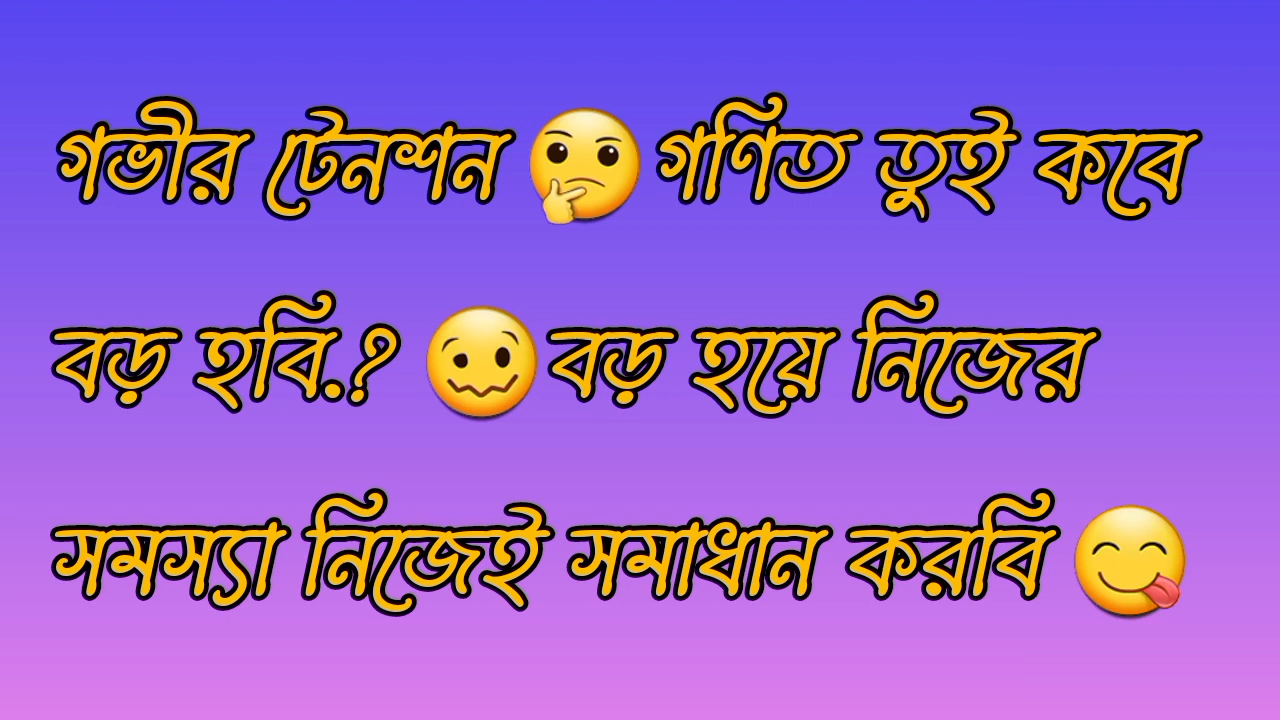 গভীর টেনশন 🤔 গণিত তুই কবে
বড় হবি.? 🥴 বড় হয়ে নিজের
সমস্যা নিজেই সমাধান করবি 😋